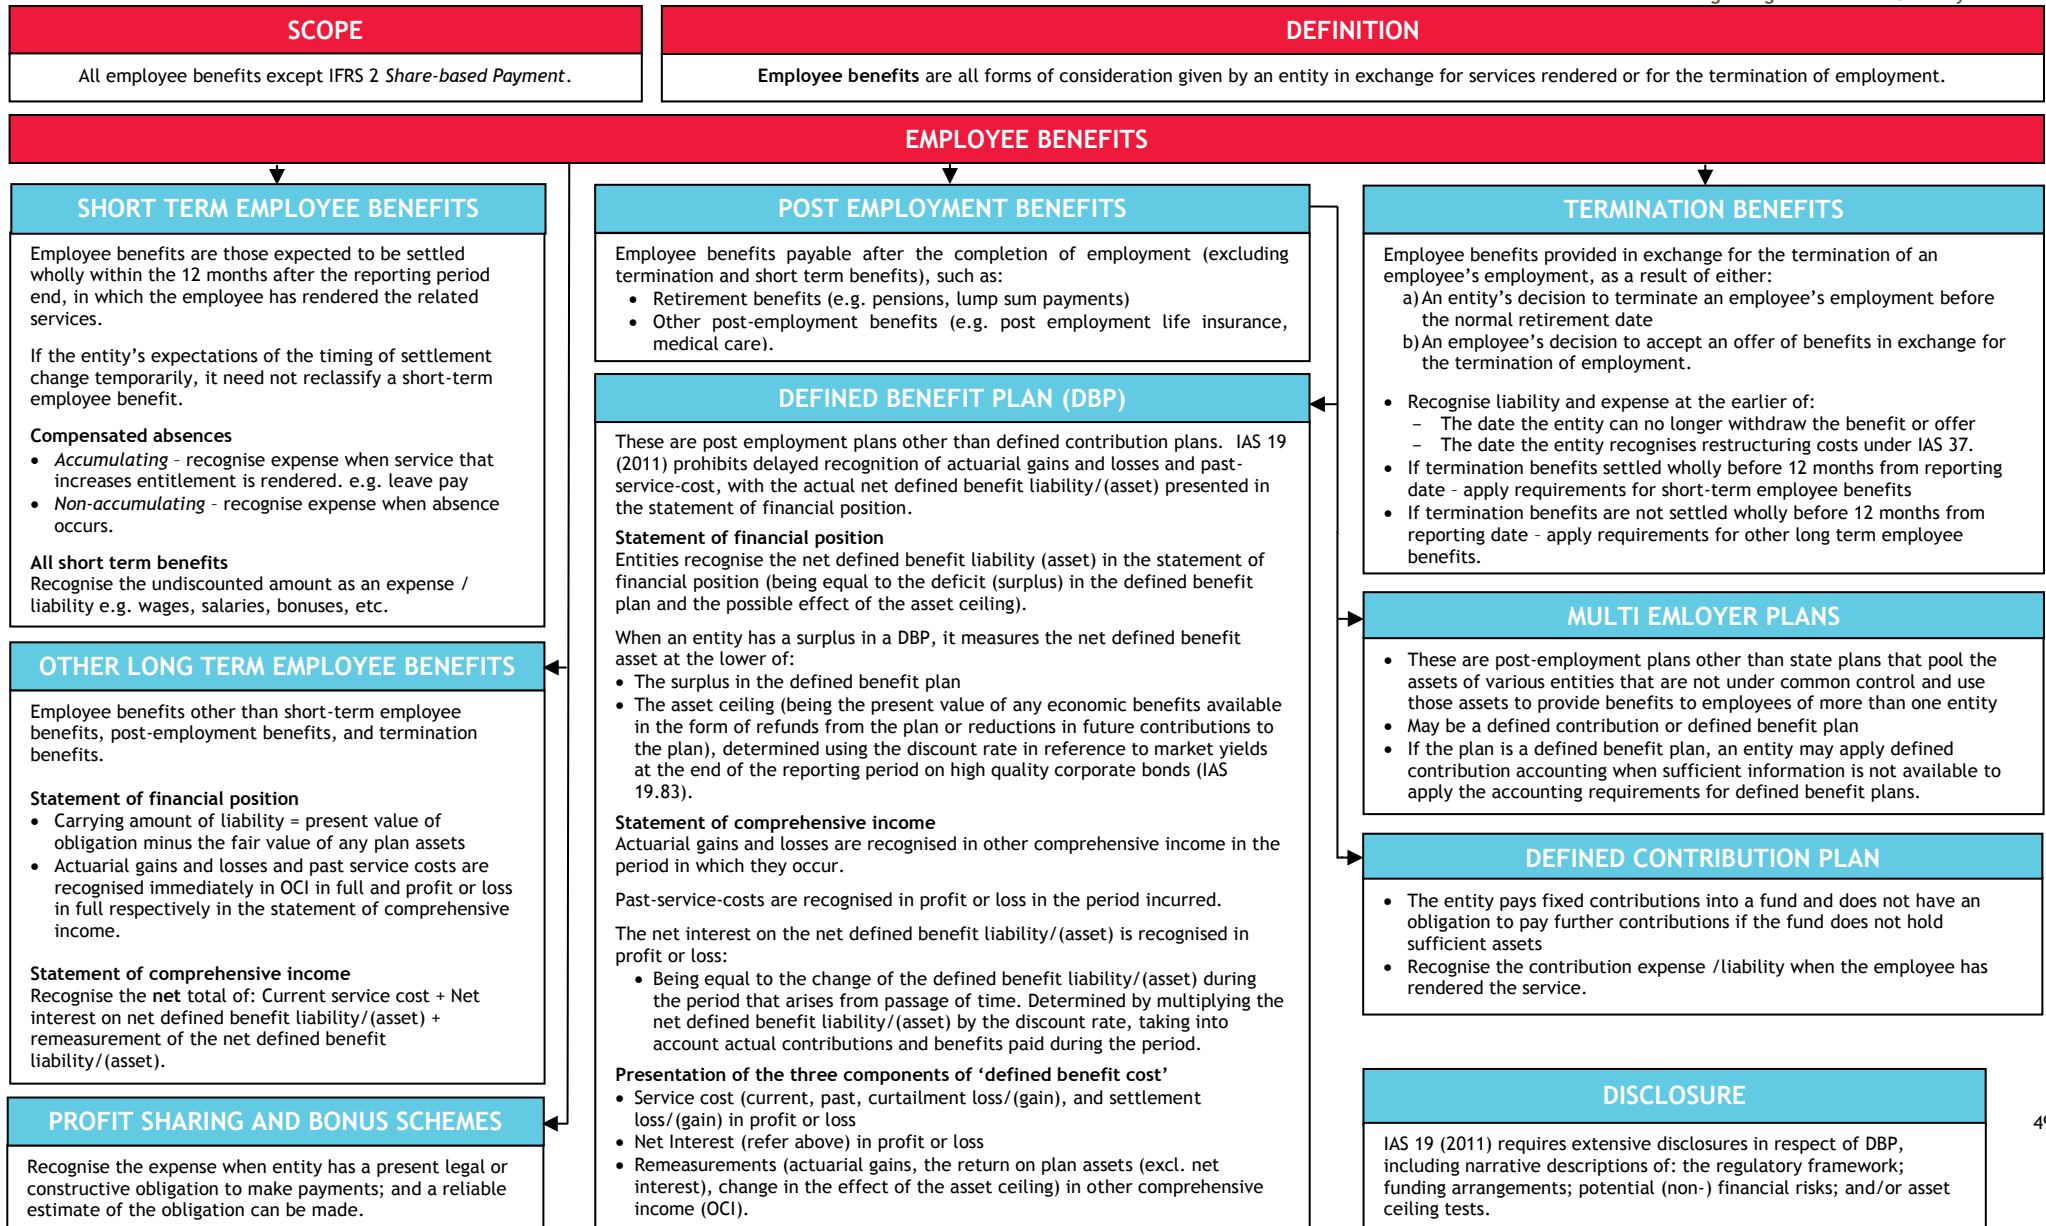 SCOPE
All employee benefits except IFRS 2 Share-based Payment.
DEFINITION
Employee benefits are all forms of consideration given by an entity in exchange for services rendered or for the termination of employment.
EMPLOYEE BENEFITS
SHORT TERM EMPLOYEE BENEFITS
Employee benefits are those expected to be settled
wholly within the 12 months after the reporting period
end, in which the employee has rendered the related
services.
If the entity’s expectations of the timing of settlement
change temporarily, it need not reclassify a short-term
employee benefit.
Compensated absences
• Accumulating – recognise expense when service that
increases entitlement is rendered. e.g. leave pay
• Non-accumulating – recognise expense when absence
occurs.
All short term benefits
Recognise the undiscounted amount as an expense /
liability e.g. wages, salaries, bonuses, etc.
OTHER LONG TERM EMPLOYEE BENEFITS
Employee benefits other than short-term employee
benefits, post-employment benefits, and termination
benefits.
Statement of financial position
• Carrying amount of liability = present value of
obligation minus the fair value of any plan assets
• Actuarial gains and losses and past service costs are
recognised immediately in OCI in full and profit or loss
in full respectively in the statement of comprehensive
income.
Statement of comprehensive income
Recognise the net total of: Current service cost + Net
interest on net defined benefit liability/(asset) +
remeasurement of the net defined benefit
liability/(asset).
PROFIT SHARING AND BONUS SCHEMES
Recognise the expense when entity has a present legal or
constructive obligation to make payments; and a reliable
estimate of the obligation can be made.
POST EMPLOYMENT BENEFITS
Employee benefits payable after the completion of employment (excluding
termination and short term benefits), such as:
• Retirement benefits (e.g. pensions, lump sum payments)
• Other post-employment benefits (e.g. post employment life insurance,
medical care).
DEFINED BENEFIT PLAN (DBP)
These are post employment plans other than defined contribution plans. IAS 19
(2011) prohibits delayed recognition of actuarial gains and losses and past-
service-cost, with the actual net defined benefit liability/(asset) presented in
the statement of financial position.
Statement of financial position
Entities recognise the net defined benefit liability (asset) in the statement of
financial position (being equal to the deficit (surplus) in the defined benefit
plan and the possible effect of the asset ceiling).
When an entity has a surplus in a DBP, it measures the net defined benefit
asset at the lower of:
• The surplus in the defined benefit plan
• The asset ceiling (being the present value of any economic benefits available
in the form of refunds from the plan or reductions in future contributions to
the plan), determined using the discount rate in reference to market yields
at the end of the reporting period on high quality corporate bonds (IAS
19.83).
Statement of comprehensive income
Actuarial gains and losses are recognised in other comprehensive income in the
period in which they occur.
Past-service-costs are recognised in profit or loss in the period incurred.
The net interest on the net defined benefit liability/(asset) is recognised in
profit or loss:
• Being equal to the change of the defined benefit liability/(asset) during
the period that arises from passage of time. Determined by multiplying the
net defined benefit liability/(asset) by the discount rate, taking into
account actual contributions and benefits paid during the period.
Presentation of the three components of ‘defined benefit cost’
• Service cost (current, past, curtailment loss/(gain), and settlement
loss/(gain) in profit or loss
• Net Interest (refer above) in profit or loss
• Remeasurements (actuarial gains, the return on plan assets (excl. net
interest), change in the effect of the asset ceiling) in other comprehensive
income (OCI).
TERMINATION BENEFITS
Employee benefits provided in exchange for the termination of an
employee’s employment, as a result of either:
a) An entity’s decision to terminate an employee’s employment before
the normal retirement date
b) An employee’s decision to accept an offer of benefits in exchange for
the termination of employment.
• Recognise liability and expense at the earlier of:
– The date the entity can no longer withdraw the benefit or offer
– The date the entity recognises restructuring costs under IAS 37.
• If termination benefits settled wholly before 12 months from reporting
date – apply requirements for short-term employee benefits
• If termination benefits are not settled wholly before 12 months from
reporting date – apply requirements for other long term employee
benefits.
MULTI EMLOYER PLANS
• These are post-employment plans other than state plans that pool the
assets of various entities that are not under common control and use
those assets to provide benefits to employees of more than one entity
• May be a defined contribution or defined benefit plan
• If the plan is a defined benefit plan, an entity may apply defined
contribution accounting when sufficient information is not available to
apply the accounting requirements for defined benefit plans.
DEFINED CONTRIBUTION PLAN
• The entity pays fixed contributions into a fund and does not have an
obligation to pay further contributions if the fund does not hold
sufficient assets
• Recognise the contribution expense /liability when the employee has
rendered the service.
DISCLOSURE
IAS 19 (2011) requires extensive disclosures in respect of DBP,
including narrative descriptions of: the regulatory framework;
funding arrangements; potential (non-) financial risks; and/or asset
ceiling tests.